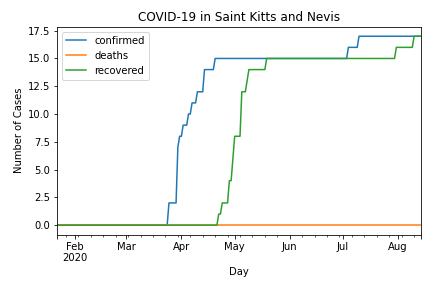 COVID-19 in Saint Kitts and Nevis
confirmed
deaths
recovered
Number of Cases
17.5
15.0
12.5
10.0
7.5
5.0
2.5
0.0
Feb Mar Apr May Jun Jul Aug
2020
Day